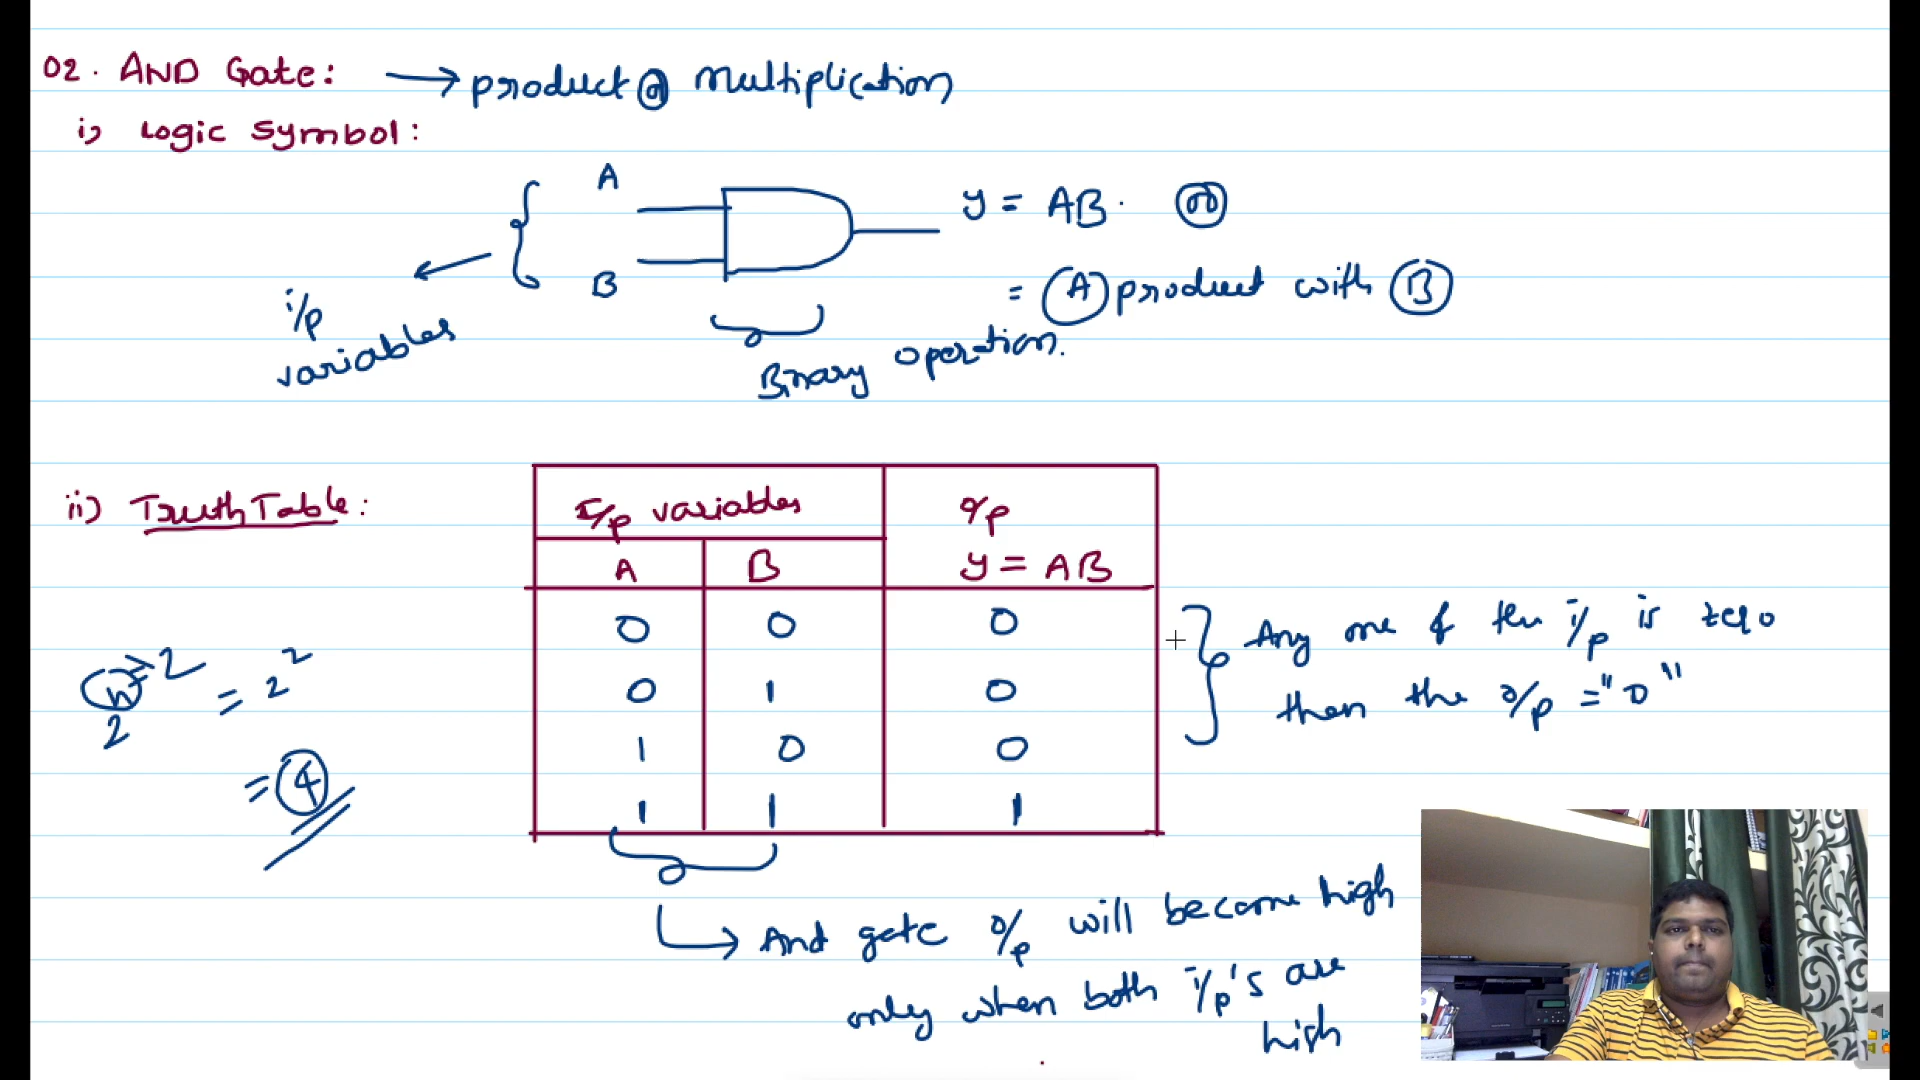 02. AND Gate: → product or multiplication
i) Logic Symbol:
A
y = AB. or
B
= A product with B
i/p
variables
Binary operation.
ii) Truth Table:
I/p variables
o/p
A B y = AB
0 0 0
0 1 0
1 0 0
1 1 1
Any one of the i/p is zero
then the o/p = "0"
2^n ⇒ 2 = 2^2
= 4
→ And gate o/p will become high
only when both i/p's are
high